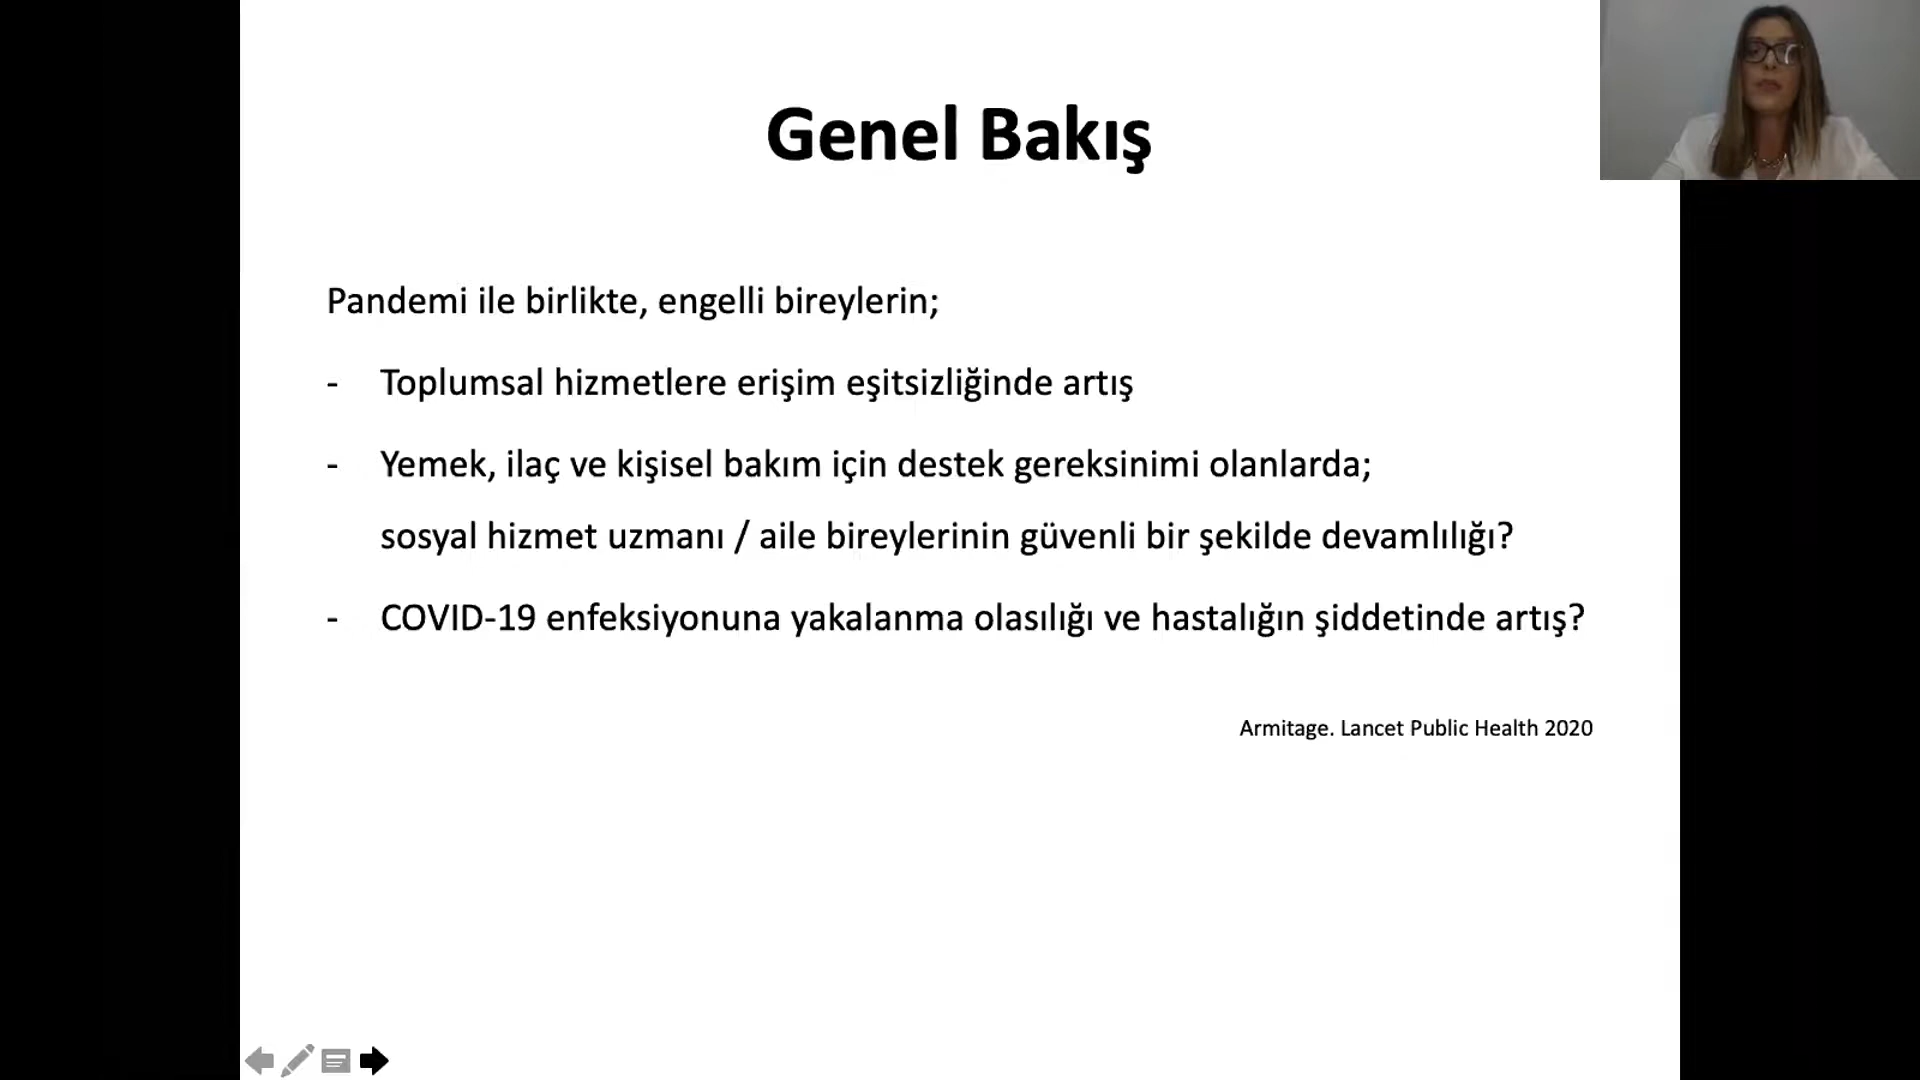 Genel Bakış
Pandemi ile birlikte, engelli bireylerin;
- Toplumsal hizmetlere erişim eşitsizliğinde artış
- Yemek, ilaç ve kişisel bakım için destek gereksinimi olanlarda;
sosyal hizmet uzmanı / aile bireylerinin güvenli bir şekilde devamlılığı?
- COVID-19 enfeksiyonuna yakalanma olasılığı ve hastalığın şiddetinde artış?
Armitage. Lancet Public Health 2020